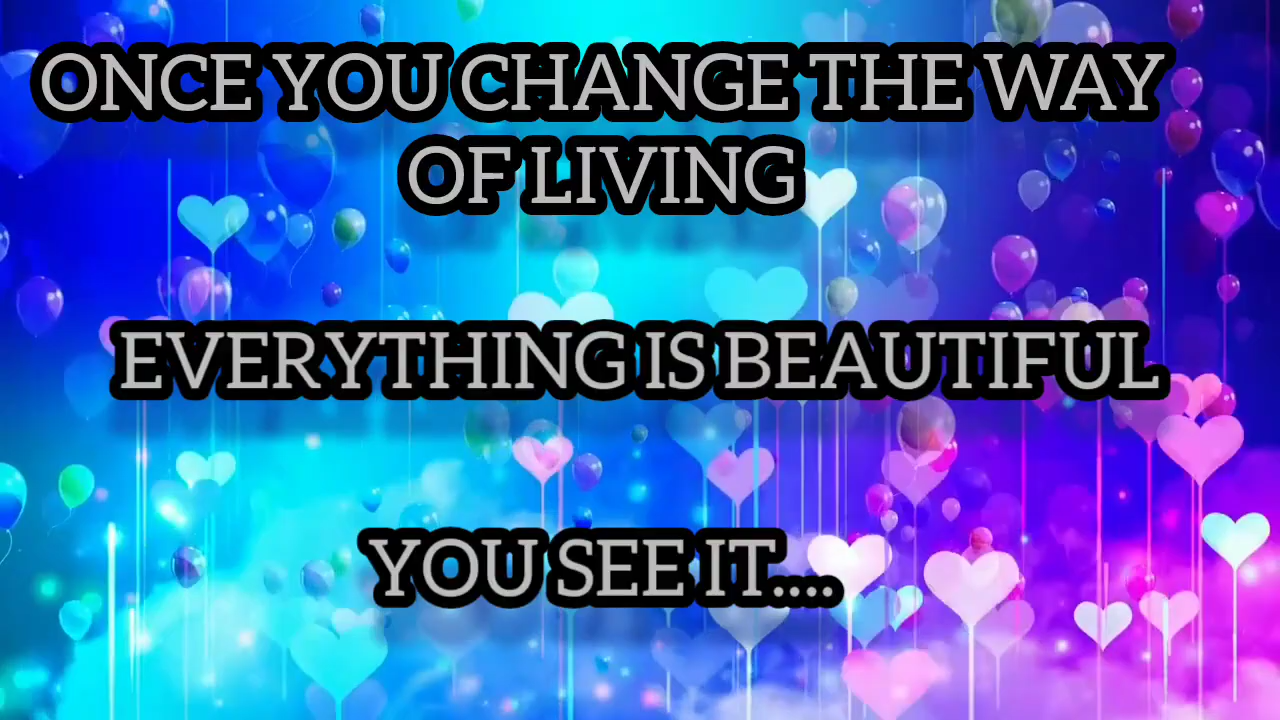 ONCE YOU CHANGE THE WAY
OF LIVING
EVERYTHING IS BEAUTIFUL
YOU SEE IT....